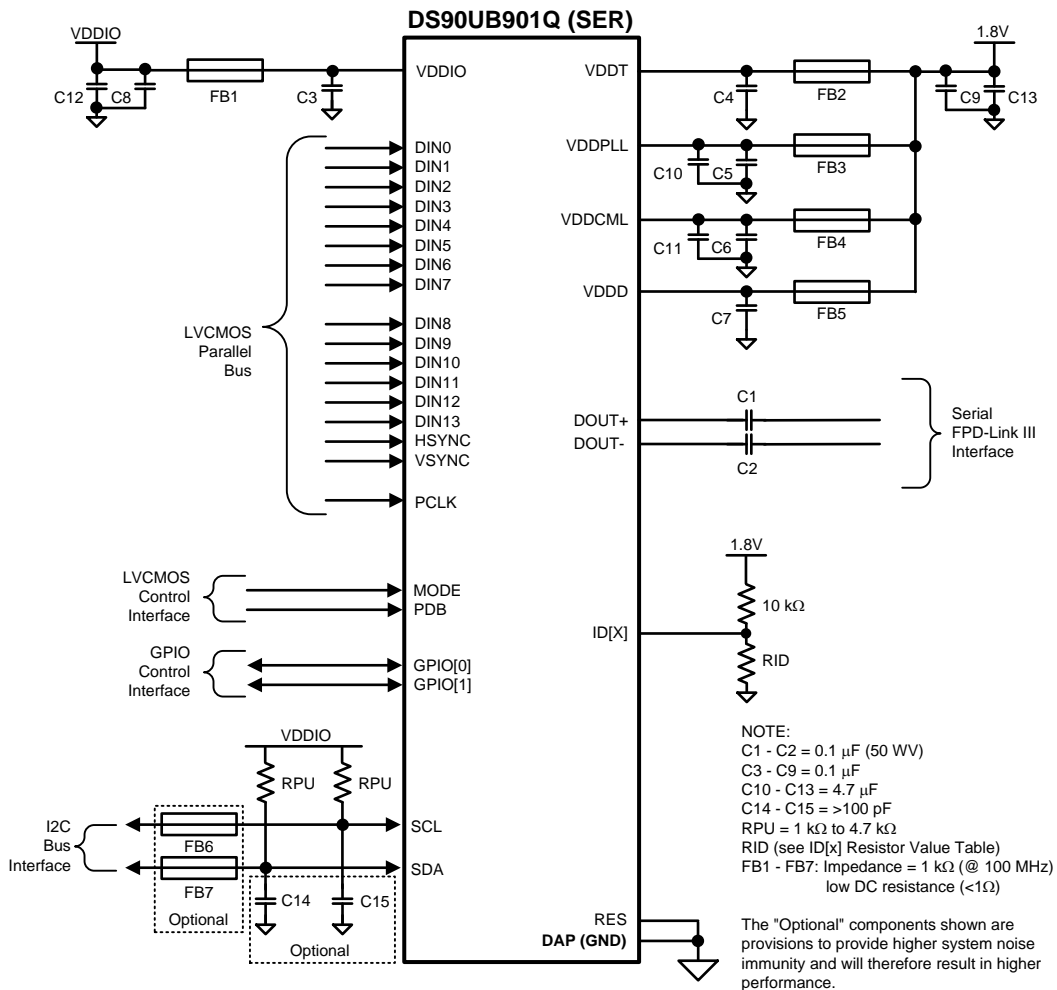 DS90UB901Q (SER)
VDDIO
1.8V
VDDIO
VDDT
C12
C8
FB1
C3
C4
FB2
C9
C13
DIN0
DIN1
DIN2
DIN3
DIN4
DIN5
DIN6
DIN7
VDDPLL
C10
C5
FB3
VDDCML
C11
C6
FB4
VDDD
C7
FB5
LVCMOS
Parallel
Bus
DIN8
DIN9
DIN10
DIN11
DIN12
DIN13
HSYNC
VSYNC
PCLK
C1
DOUT+
DOUT-
C2
Serial
FPD-Link III
Interface
LVCMOS
Control
Interface
MODE
PDB
1.8V
10 kΩ
ID[X]
RID
GPIO
Control
Interface
GPIO[0]
GPIO[1]
VDDIO
RPU
RPU
I2C
Bus
Interface
SCL
FB6
SDA
FB7
Optional
C14
C15
Optional
RES
DAP (GND)
NOTE:
C1 - C2 = 0.1 μF (50 WV)
C3 - C9 = 0.1 μF
C10 - C13 = 4.7 μF
C14 - C15 = >100 pF
RPU = 1 kΩ to 4.7 kΩ
RID (see ID[x] Resistor Value Table)
FB1 - FB7: Impedance = 1 kΩ (@ 100 MHz)
low DC resistance (<1Ω)
The "Optional" components shown are
provisions to provide higher system noise
immunity and will therefore result in higher
performance.